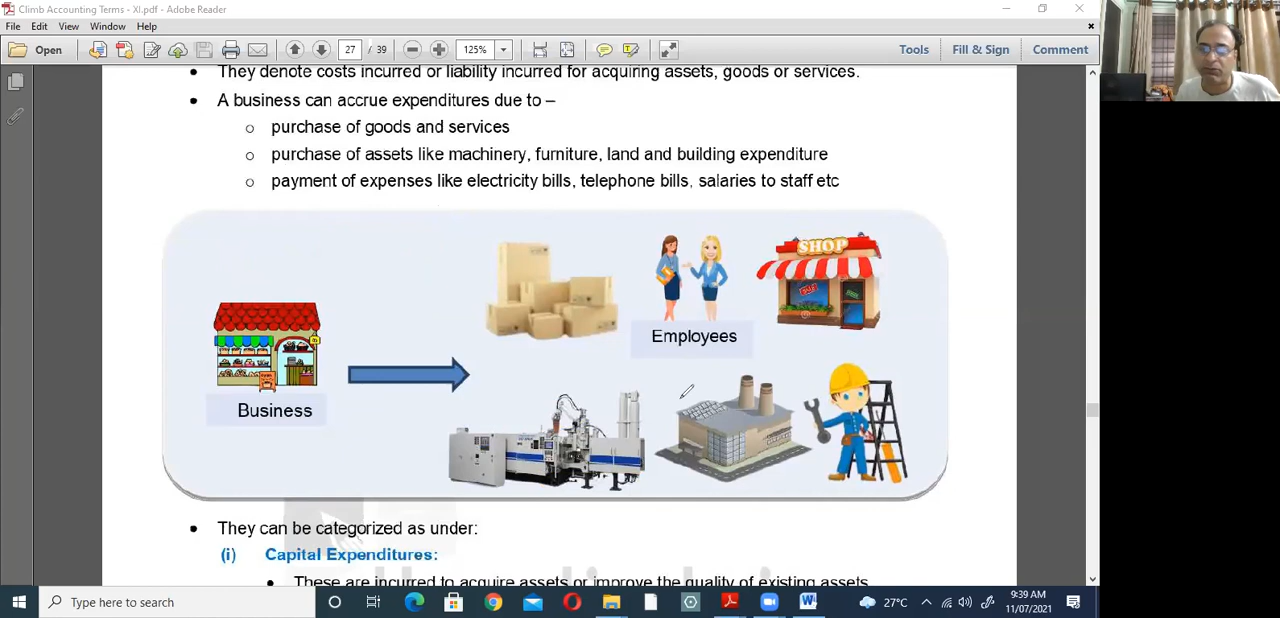 Climb Accounting Terms - XI.pdf - Adobe Reader
File Edit View Window Help
Open 27 / 39 125% Tools Fill & Sign Comment
They denote costs incurred or liability incurred for acquiring assets, goods or services.
A business can accrue expenditures due to –
purchase of goods and services
purchase of assets like machinery, furniture, land and building expenditure
payment of expenses like electricity bills, telephone bills, salaries to staff etc
SHOP
Employees
Business
They can be categorized as under:
(i) Capital Expenditures:
These are incurred to acquire assets or improve the quality of existing assets
Type here to search
27°C
9:39 AM
11/07/2021